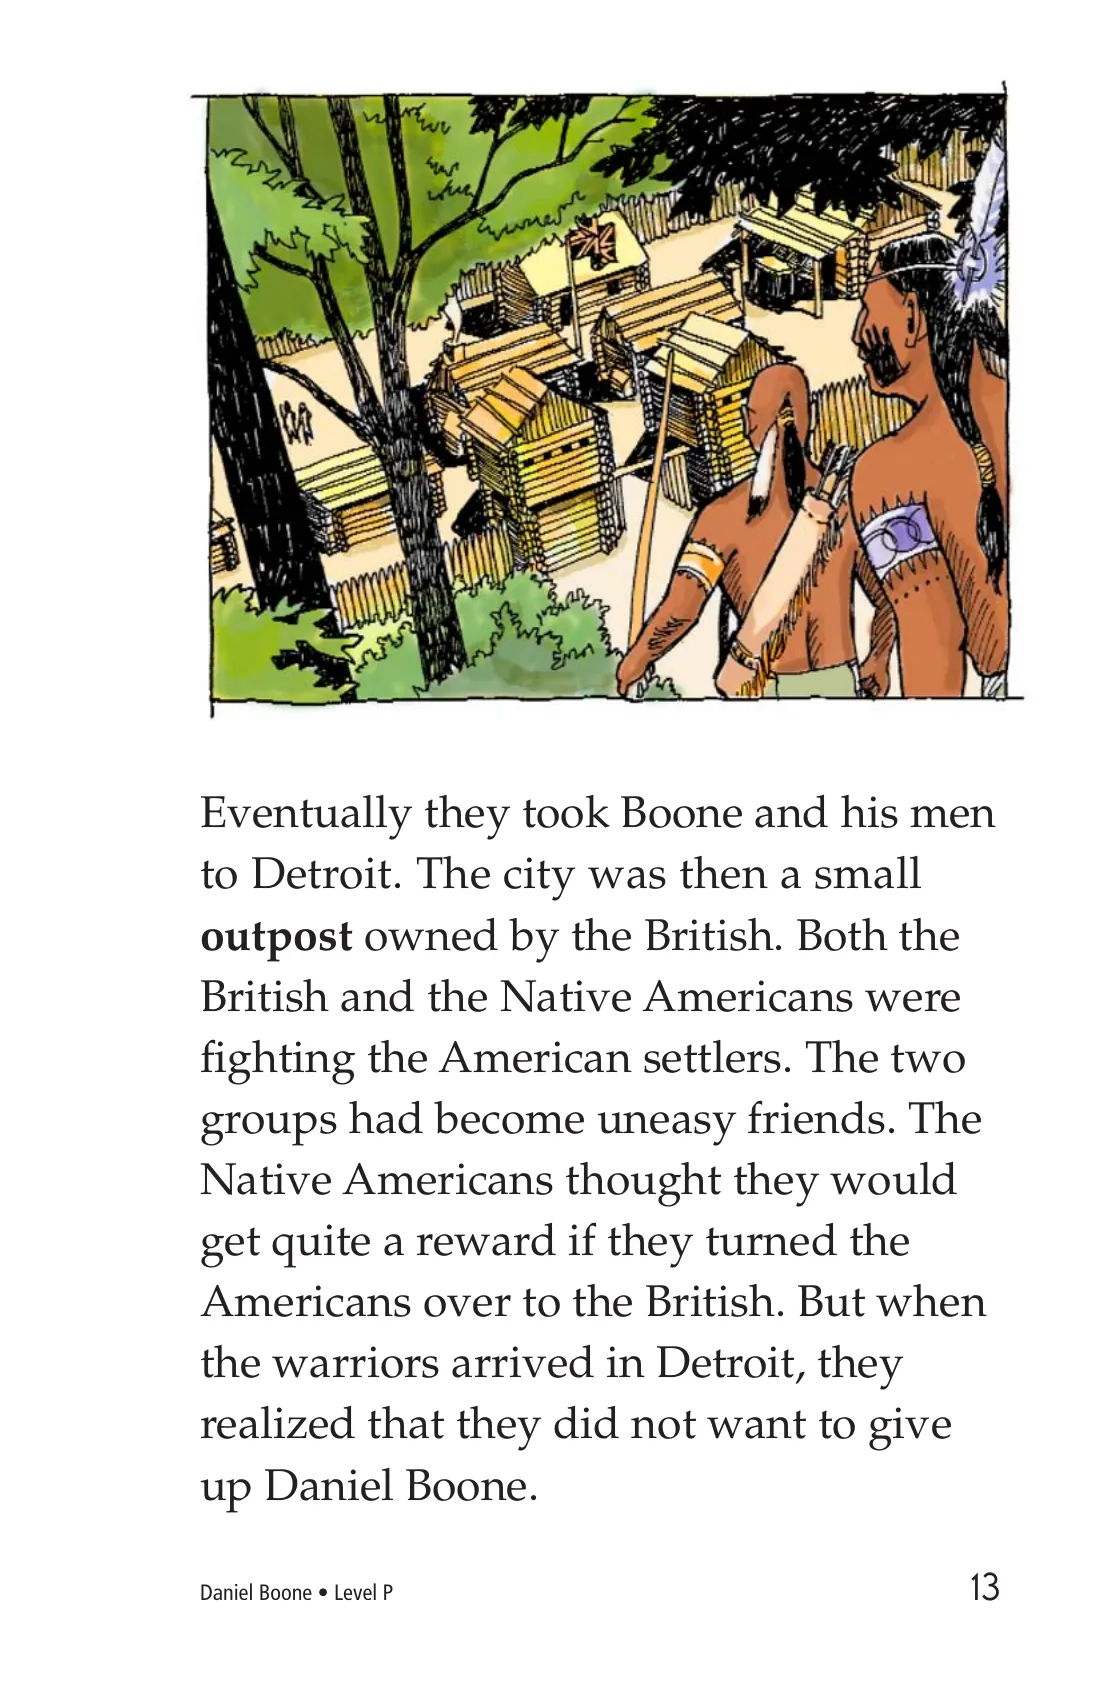 Eventually they took Boone and his men
to Detroit. The city was then a small
outpost owned by the British. Both the
British and the Native Americans were
fighting the American settlers. The two
groups had become uneasy friends. The
Native Americans thought they would
get quite a reward if they turned the
Americans over to the British. But when
the warriors arrived in Detroit, they
realized that they did not want to give
up Daniel Boone.
Daniel Boone • Level P
13